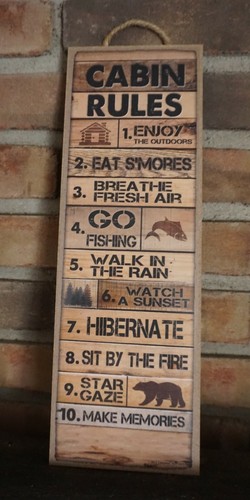 CABIN
RULES
1. ENJOY
THE OUTDOORS
2. EAT S'MORES
3. BREATHE
FRESH AIR
4. GO
FISHING
5. WALK IN
THE RAIN
6. WATCH
A SUNSET
7. HIBERNATE
8. SIT BY THE FIRE
9. STAR
GAZE
10. MAKE MEMORIES